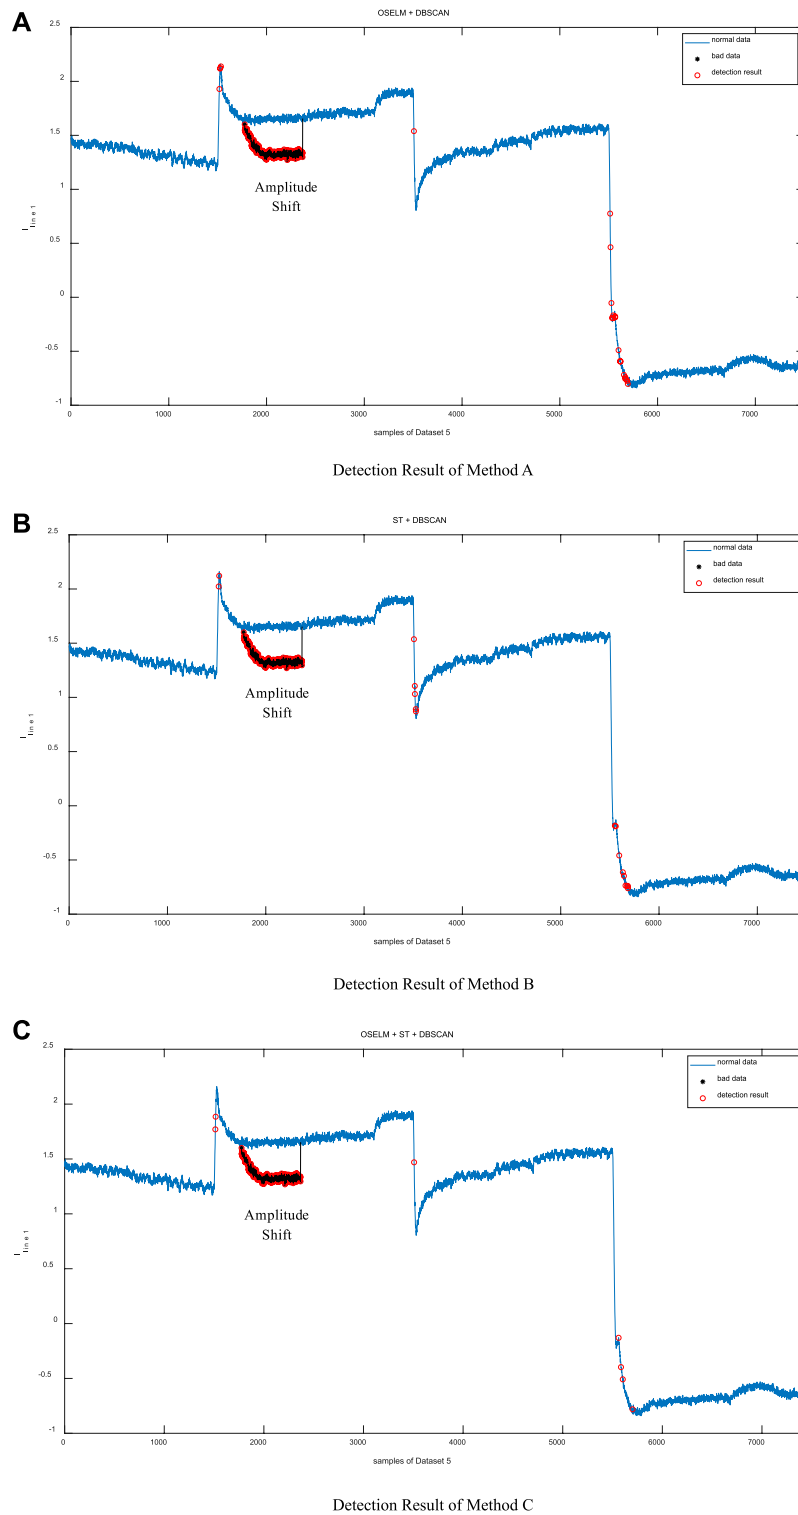 A
OSELM + DBSCAN
2.5
2
1.5
1
0.5
0
-0.5
-1
normal data
bad data
detection result
Amplitude
Shift
I line 1
0 1000 2000 3000 4000 5000 6000 7000
samples of Dataset 5
Detection Result of Method A
B
ST + DBSCAN
2.5
2
1.5
1
0.5
0
-0.5
-1
normal data
bad data
detection result
Amplitude
Shift
I line 1
0 1000 2000 3000 4000 5000 6000 7000
samples of Dataset 5
Detection Result of Method B
C
OSELM + ST + DBSCAN
2.5
2
1.5
1
0.5
0
-0.5
-1
normal data
bad data
detection result
Amplitude
Shift
I line 1
0 1000 2000 3000 4000 5000 6000 7000
samples of Dataset 5
Detection Result of Method C